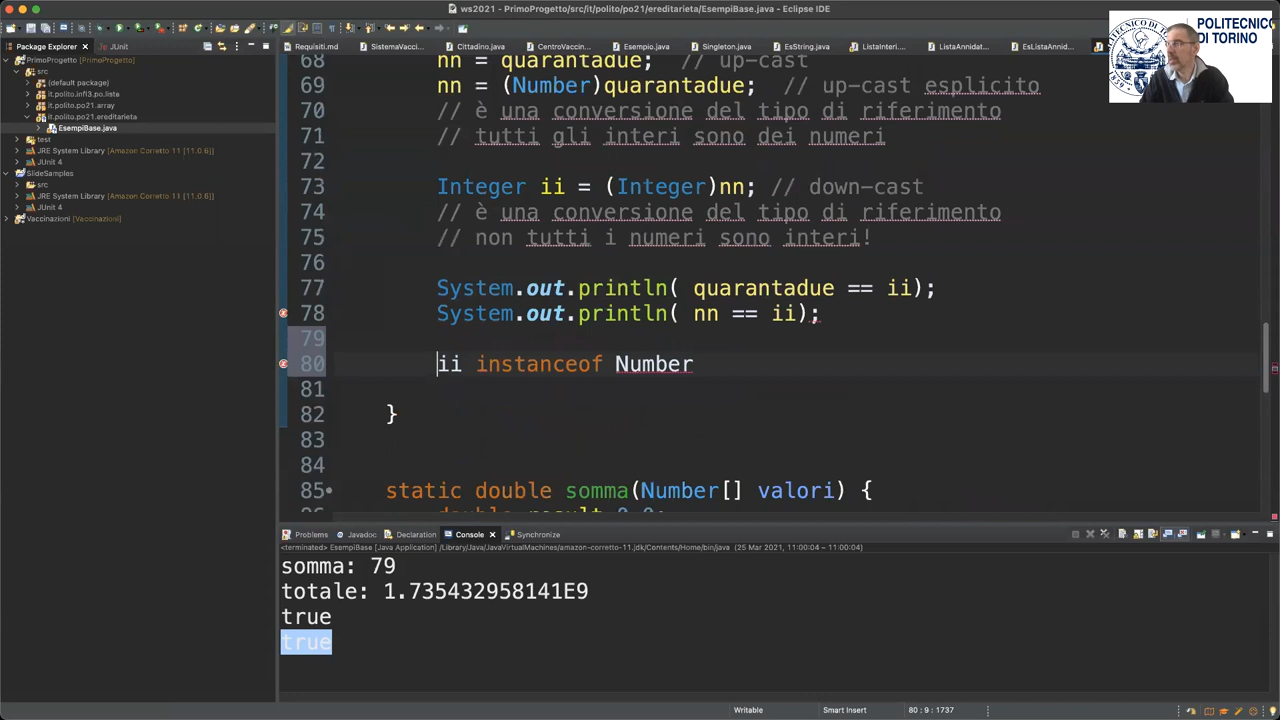 ws2021 - PrimoProgetto/src/it/polito/po21/ereditarieta/EsempiBase.java - Eclipse IDE
Package Explorer
JUnit
Requisiti.md
SistemaVacci...
Cittadino.java
CentroVaccin...
Esempio.java
Singleton.java
EsString.java
ListaInteri....
ListaAnnidat...
EsListaAnnid...
POLITECNICO
DI TORINO
PrimoProgetto [PrimoProgetto]
src
(default package)
it.polito.inf3.po.liste
it.polito.po21.array
it.polito.po21.ereditarieta
EsempiBase.java
test
JRE System Library [Amazon Corretto 11 [11.0.6]]
JUnit 4
SlideSamples
src
JRE System Library [Amazon Corretto 11 [11.0.6]]
JUnit 4
Vaccinazioni [Vaccinazioni]
68 nn = quarantadue; // up-cast
69 nn = (Number)quarantadue; // up-cast esplicito
70 // è una conversione del tipo di riferimento
71 // tutti gli interi sono dei numeri
72
73 Integer ii = (Integer)nn; // down-cast
74 // è una conversione del tipo di riferimento
75 // non tutti i numeri sono interi!
76
77 System.out.println( quarantadue == ii);
78 System.out.println( nn == ii);
79
80 ii instanceof Number
81
82 }
83
84
85 static double somma(Number[] valori) {
Problems
Javadoc
Declaration
Console
Synchronize
<terminated> EsempiBase [Java Application] /Library/Java/JavaVirtualMachines/amazon-corretto-11.jdk/Contents/Home/bin/java (25 Mar 2021, 11:00:04 – 11:00:04)
somma: 79
totale: 1.735432958141E9
true
true
Writable
Smart Insert
80 : 9 : 1737